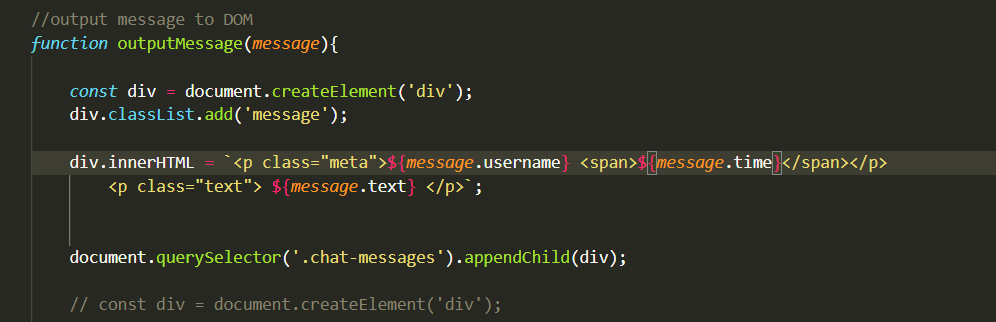 //output message to DOM
function outputMessage(message){
const div = document.createElement('div');
div.classList.add('message');
div.innerHTML = `<p class="meta">${message.username} <span>${message.time}</span></p>
<p class="text"> ${message.text} </p>`;
document.querySelector('.chat-messages').appendChild(div);
// const div = document.createElement('div');